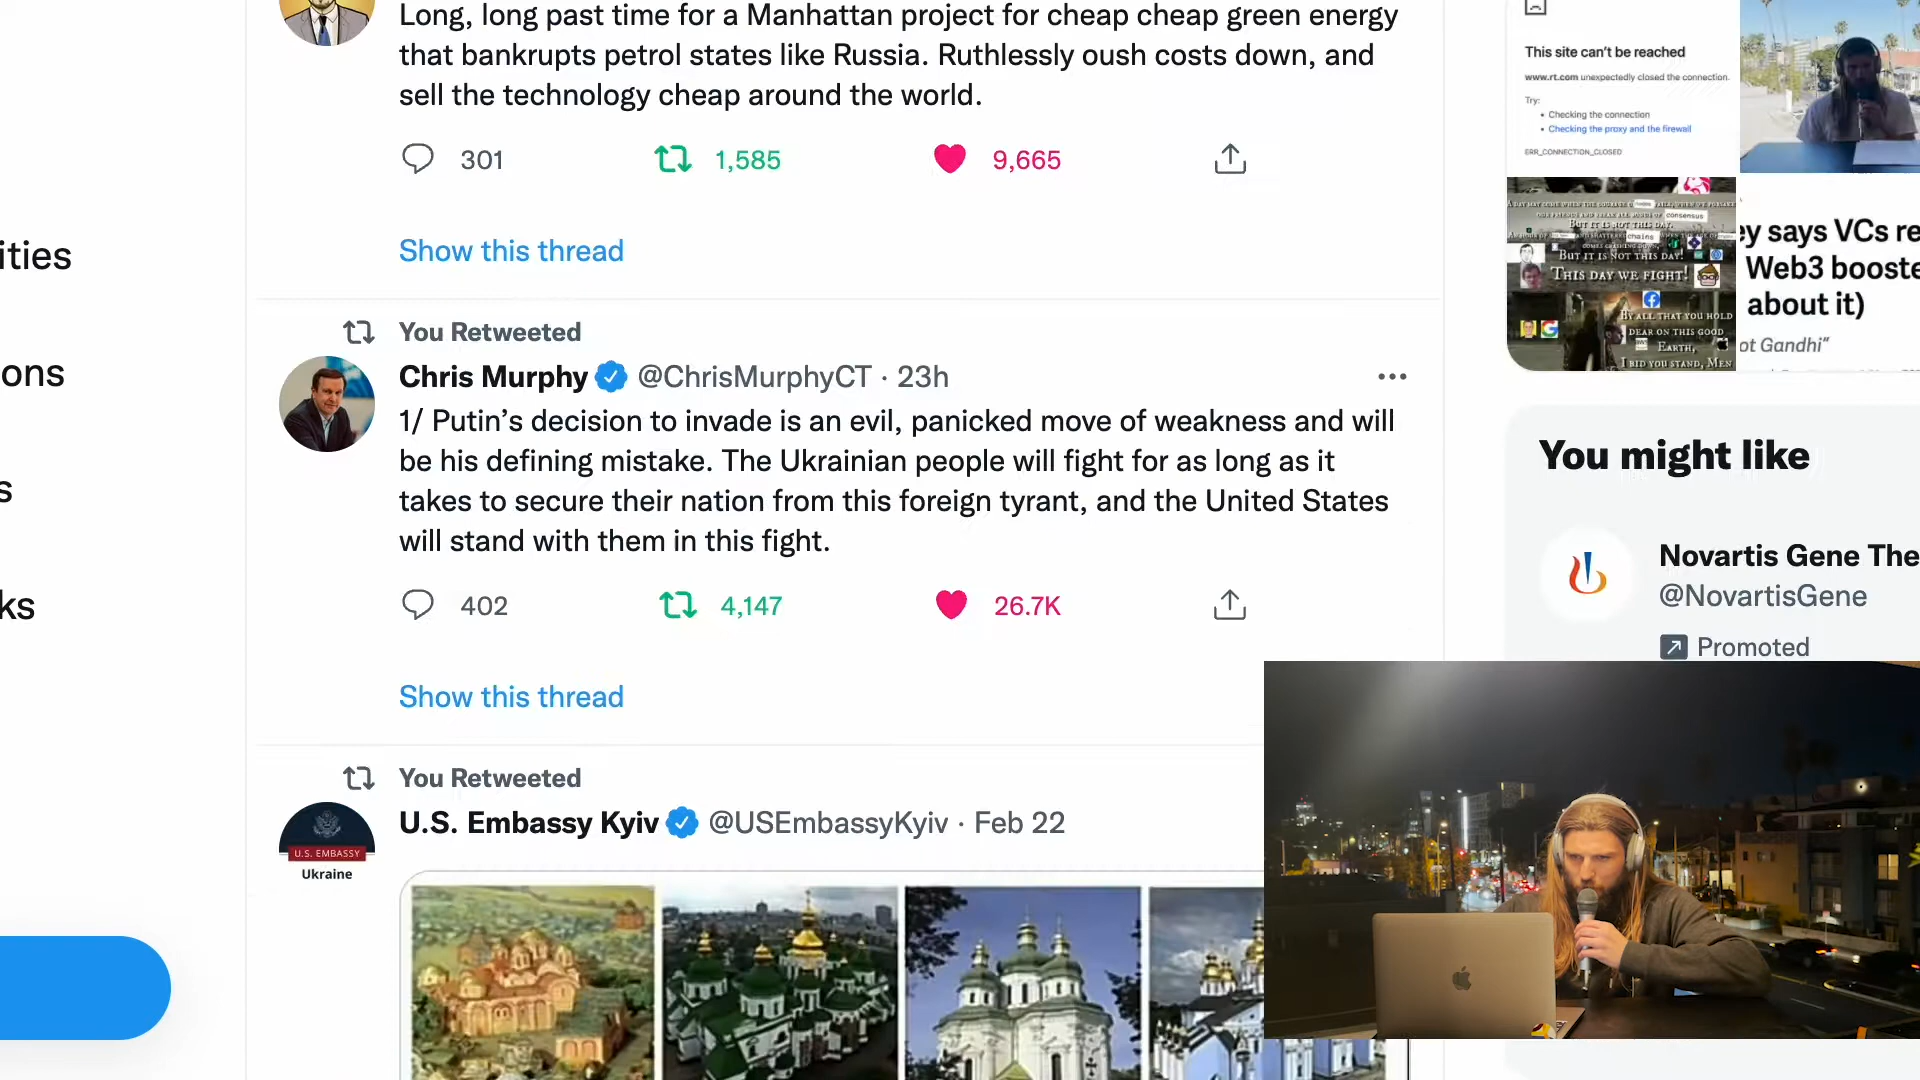 Long, long past time for a Manhattan project for cheap cheap green energy
that bankrupts petrol states like Russia. Ruthlessly oush costs down, and
sell the technology cheap around the world.
301 1,585 9,665
Show this thread
ities
ons
s
ks
You Retweeted
Chris Murphy @ChrisMurphyCT · 23h
1/ Putin’s decision to invade is an evil, panicked move of weakness and will
be his defining mistake. The Ukrainian people will fight for as long as it
takes to secure their nation from this foreign tyrant, and the United States
will stand with them in this fight.
402 4,147 26.7K
Show this thread
You Retweeted
U.S. Embassy Kyiv @USEmbassyKyiv · Feb 22
U.S. EMBASSY
Ukraine
This site can’t be reached
www.rt.com unexpectedly closed the connection.
Try:
• Checking the connection
• Checking the proxy and the firewall
ERR_CONNECTION_CLOSED
consensus
But it is not this day.
chains
But it is not this day!
This day we fight!
By all that you hold
dear on this good
Earth,
I bid you stand, Men
ey says VCs re
Web3 booste
about it)
ot Gandhi”
You might like
Novartis Gene The
@NovartisGene
Promoted